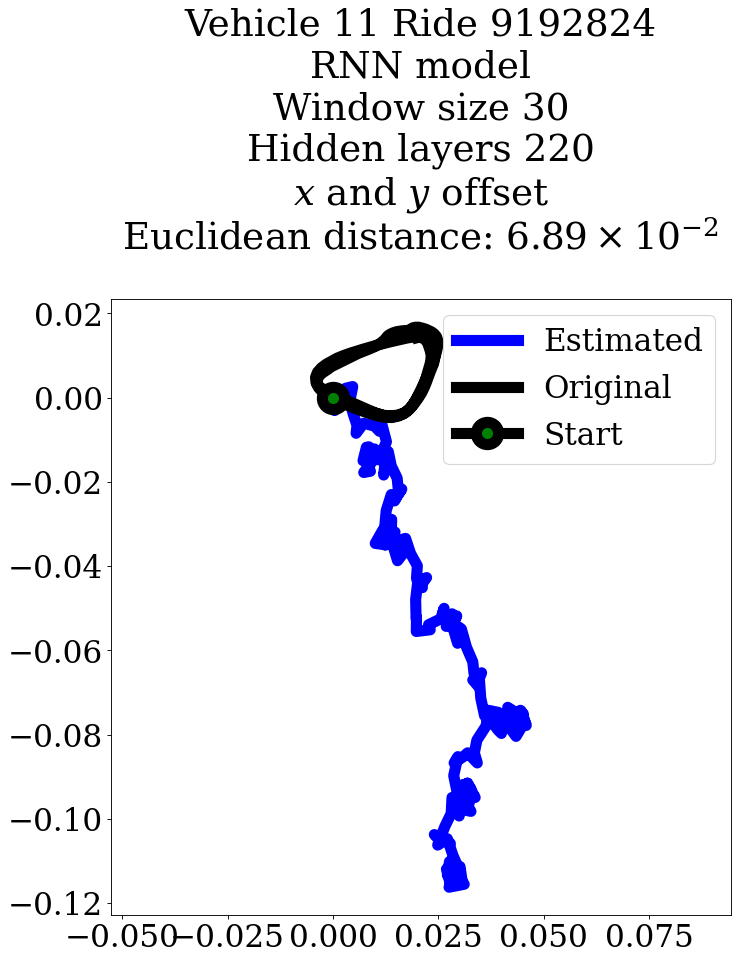 Vehicle 11 Ride 9192824
RNN model
Window size 30
Hidden layers 220
x and y offset
Euclidean distance: 6.89 × 10⁻²
Estimated
Original
Start
0.02
0.00
−0.02
−0.04
−0.06
−0.08
−0.10
−0.12
−0.050 −0.025 0.000 0.025 0.050 0.075